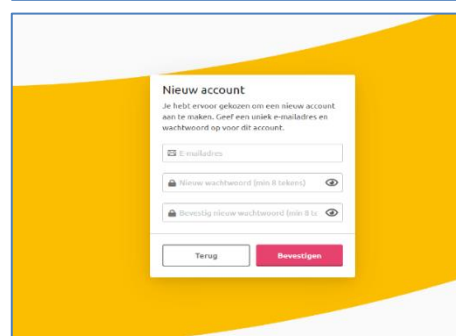 Nieuw account
Je hebt ervoor gekozen om een nieuw account
aan te maken. Geef een uniek e-mailadres en
wachtwoord op voor dit account.
E-mailadres
Nieuw wachtwoord (min 8 tekens)
Bevestig nieuw wachtwoord (min 8 te
Terug
Bevestigen